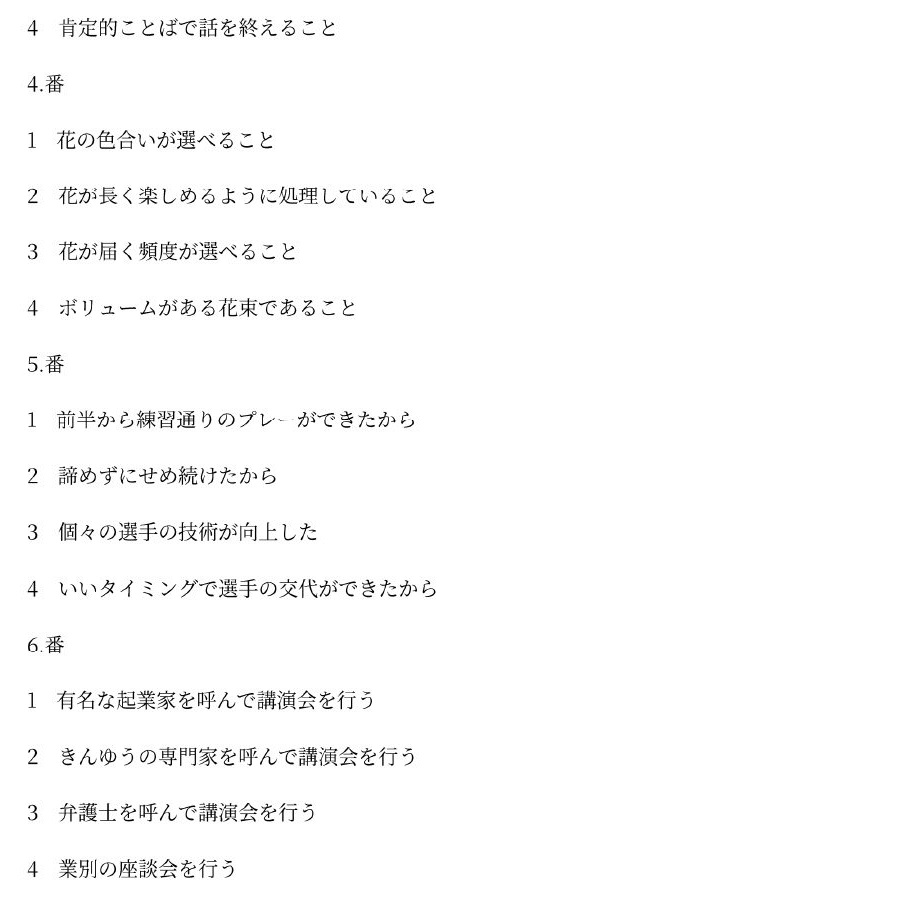 4 肯定的ことばで話を終えること
4.番
1 花の色合いが選べること
2 花が長く楽しめるように処理していること
3 花が届く頻度が選べること
4 ボリュームがある花束であること
5.番
1 前半から練習通りのプレーができたから
2 諦めずにせめ続けたから
3 個々の選手の技術が向上した
4 いいタイミングで選手の交代ができたから
6.番
1 有名な起業家を呼んで講演会を行う
2 きんゆうの専門家を呼んで講演会を行う
3 弁護士を呼んで講演会を行う
4 業別の座談会を行う